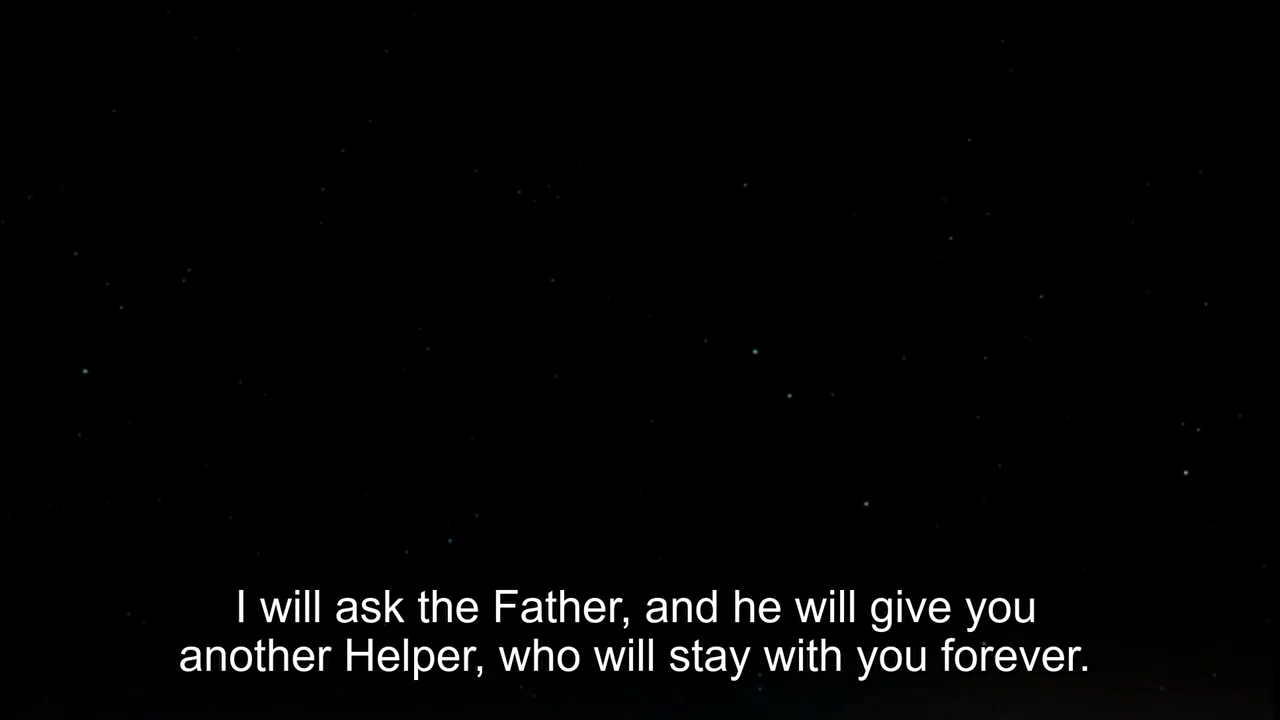 I will ask the Father, and he will give you
another Helper, who will stay with you forever.